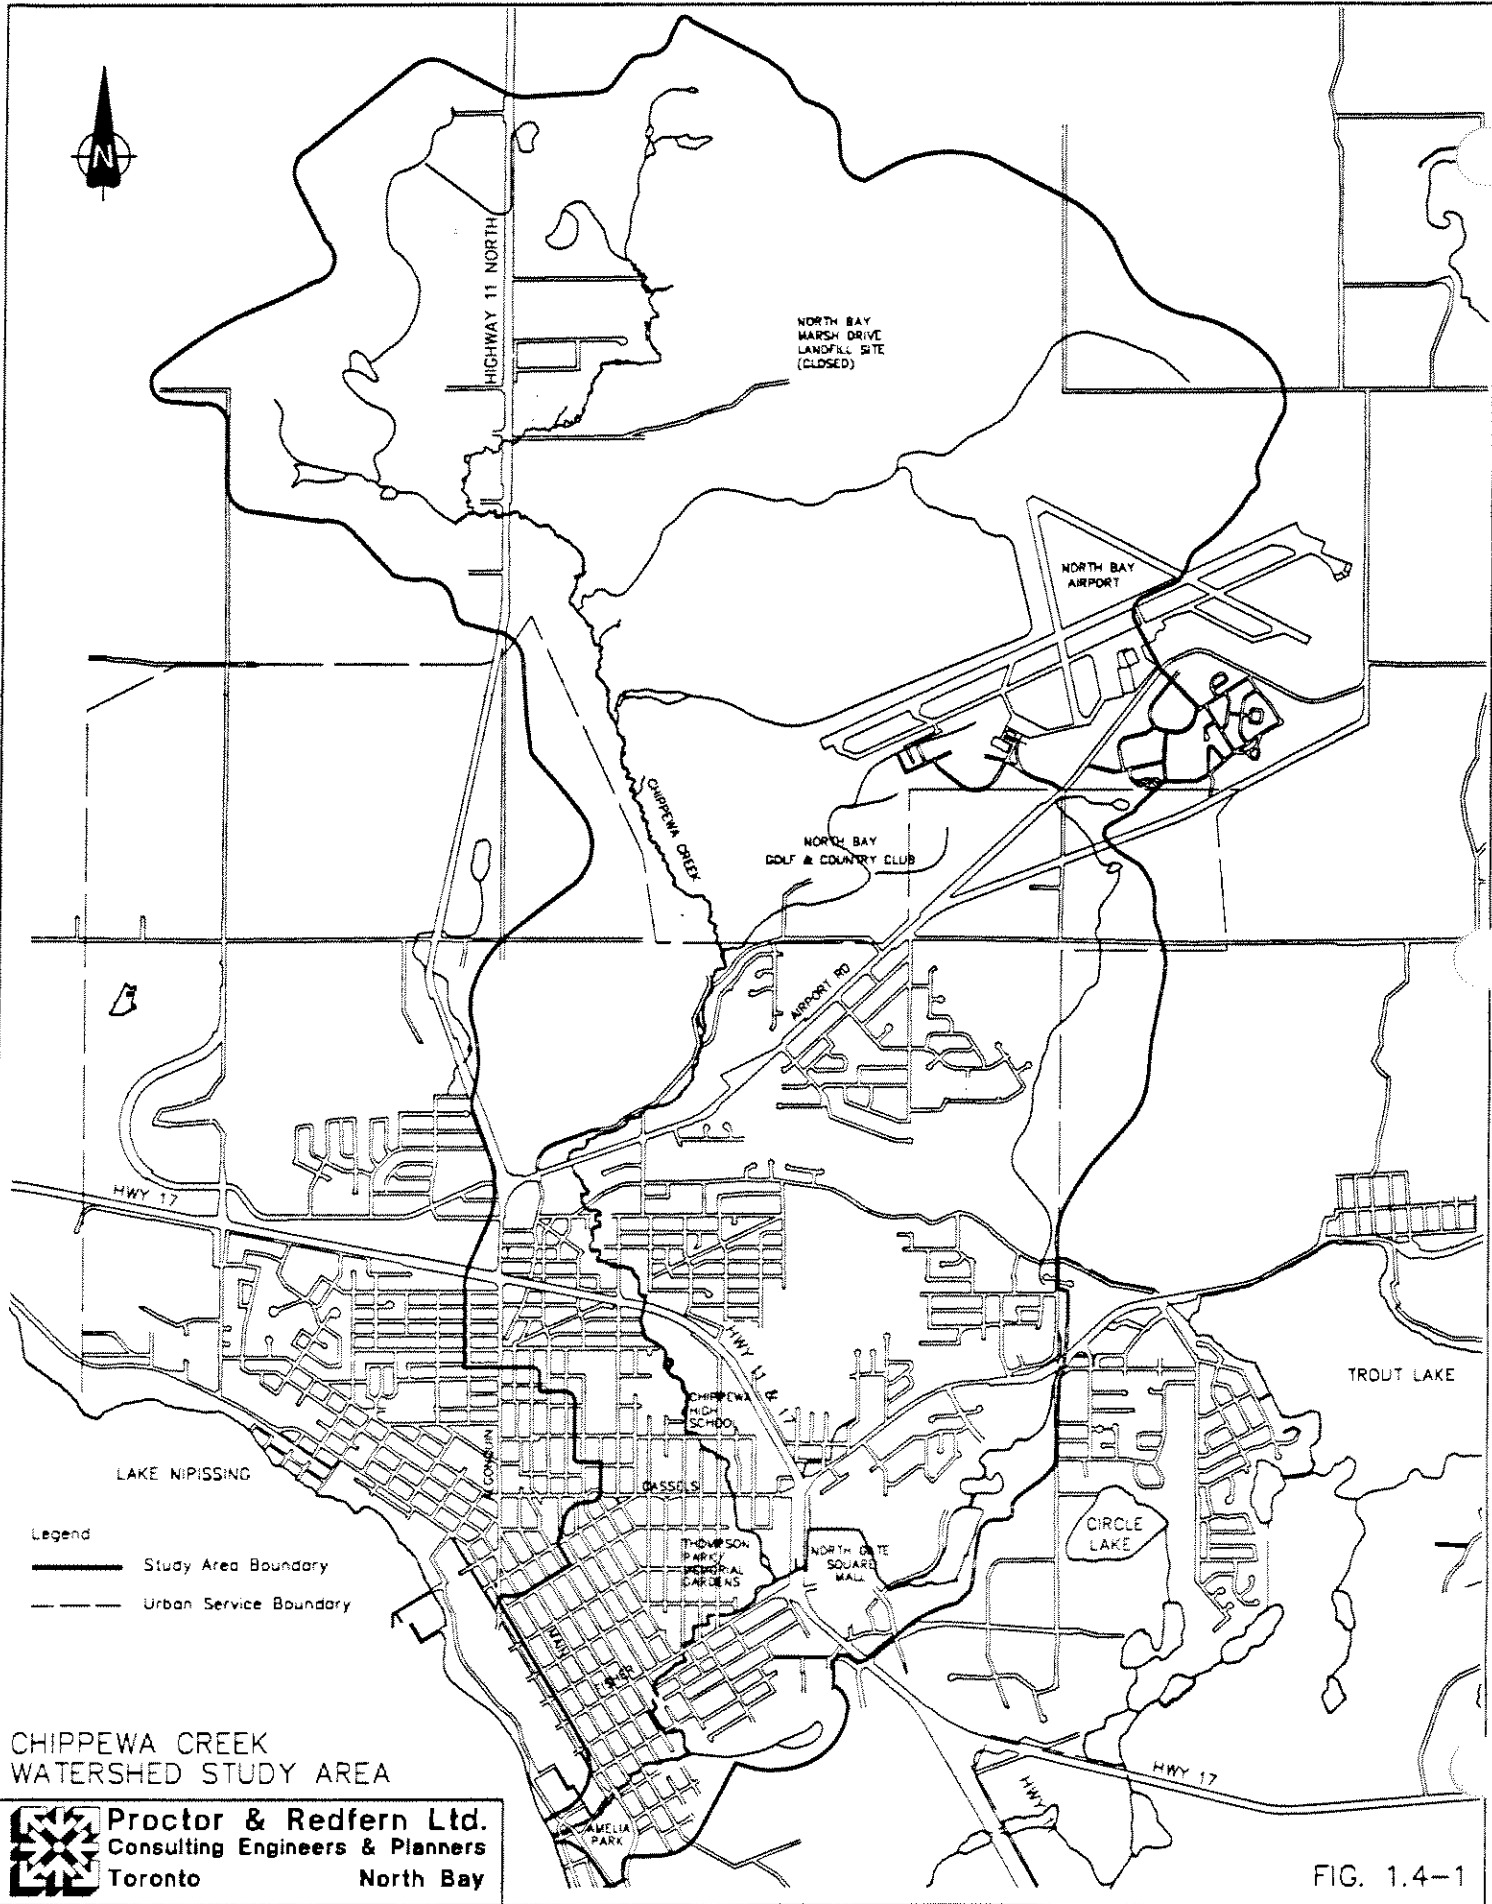 N
HIGHWAY 11 NORTH
NORTH BAY
MARSH DRIVE
LANDFILL SITE
(CLOSED)
NORTH BAY
AIRPORT
CHIPPEWA CREEK
NORTH BAY
GOLF & COUNTRY CLUB
AIRPORT RD
HWY 17
HWY 11 & 17
CHIPPEWA
HIGH
SCHOOL
TROUT LAKE
LAKE NIPISSING
ALGONQUIN
CASSELS
CIRCLE
LAKE
Legend
Study Area Boundary
Urban Service Boundary
THOMPSON
PARK/
MEMORIAL
GARDENS
NORTH GATE
SQUARE
MALL
MAIN
FISHER
HWY 17
HWY
AMELIA
PARK
CHIPPEWA CREEK
WATERSHED STUDY AREA
Proctor & Redfern Ltd.
Consulting Engineers & Planners
Toronto North Bay
FIG. 1.4-1